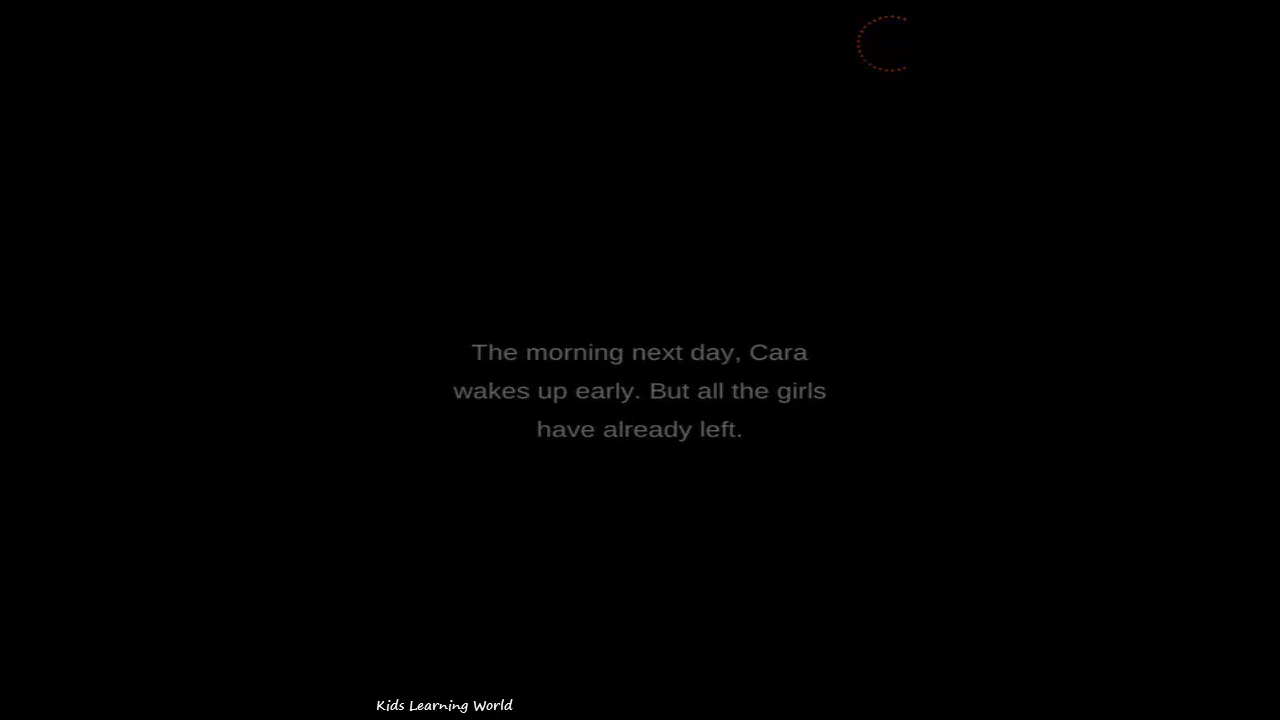 The morning next day, Cara
wakes up early. But all the girls
have already left.
Kids Learning World